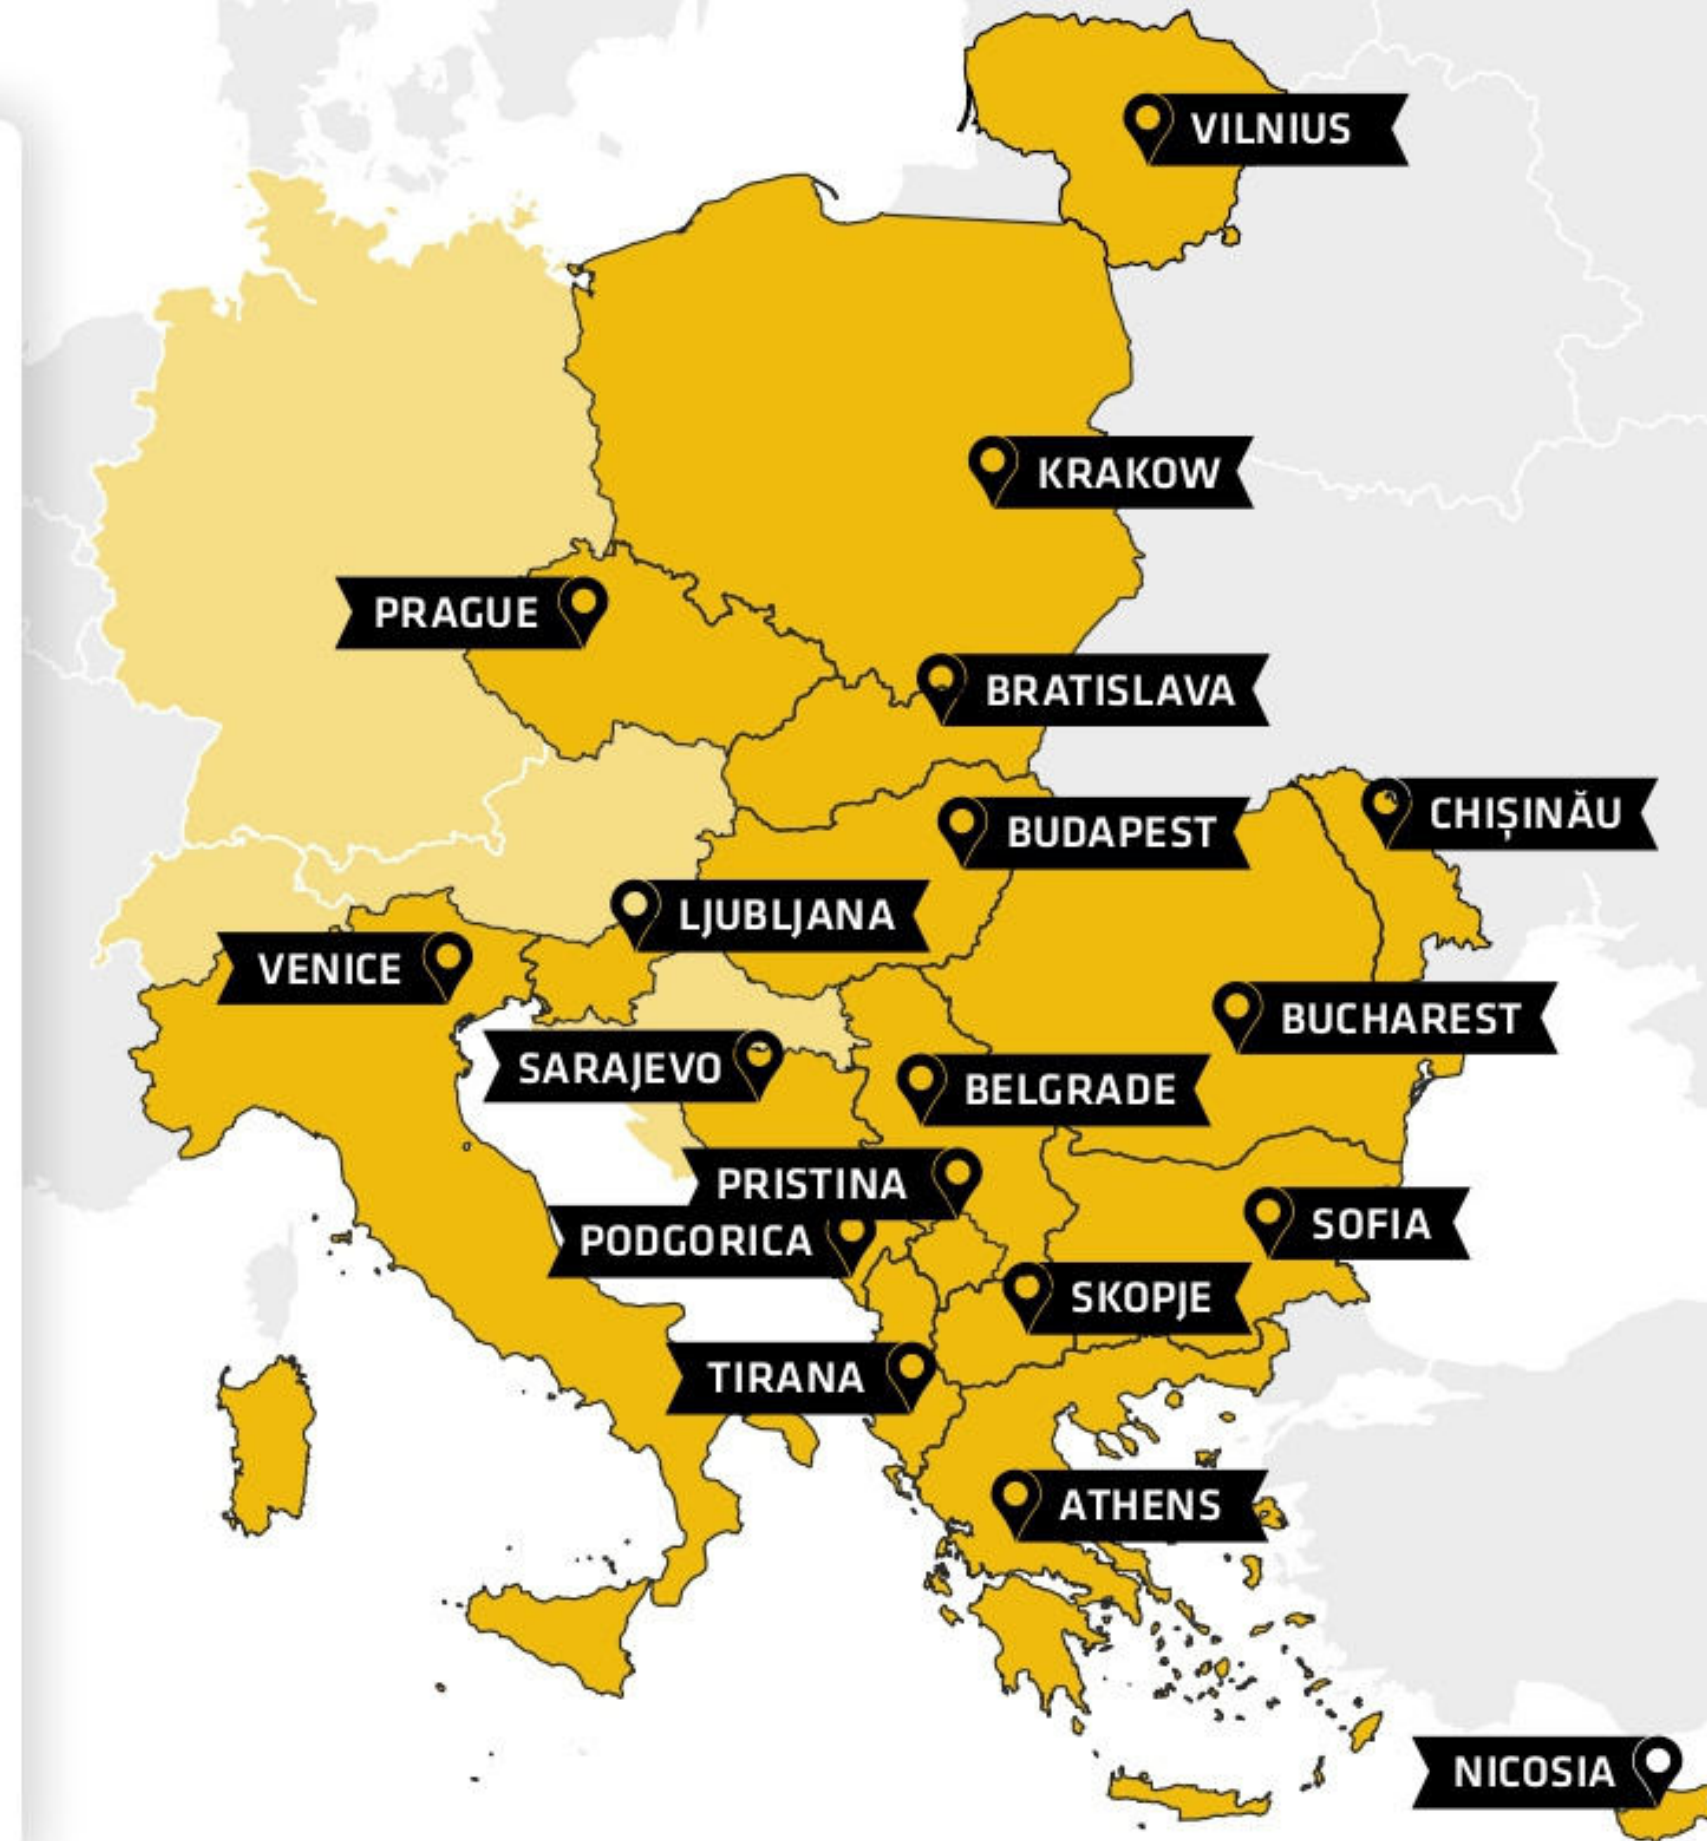 VILNIUS
KRAKOW
PRAGUE
BRATISLAVA
CHIȘINĂU
BUDAPEST
LJUBLJANA
VENICE
BUCHAREST
SARAJEVO
BELGRADE
PRISTINA
SOFIA
PODGORICA
SKOPJE
TIRANA
ATHENS
NICOSIA